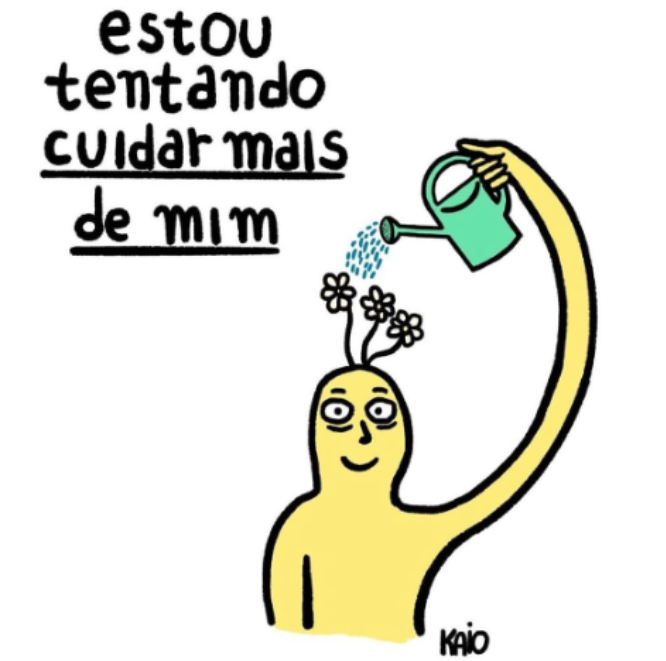 estou
tentando
cuidar mais
de mim
KAIO